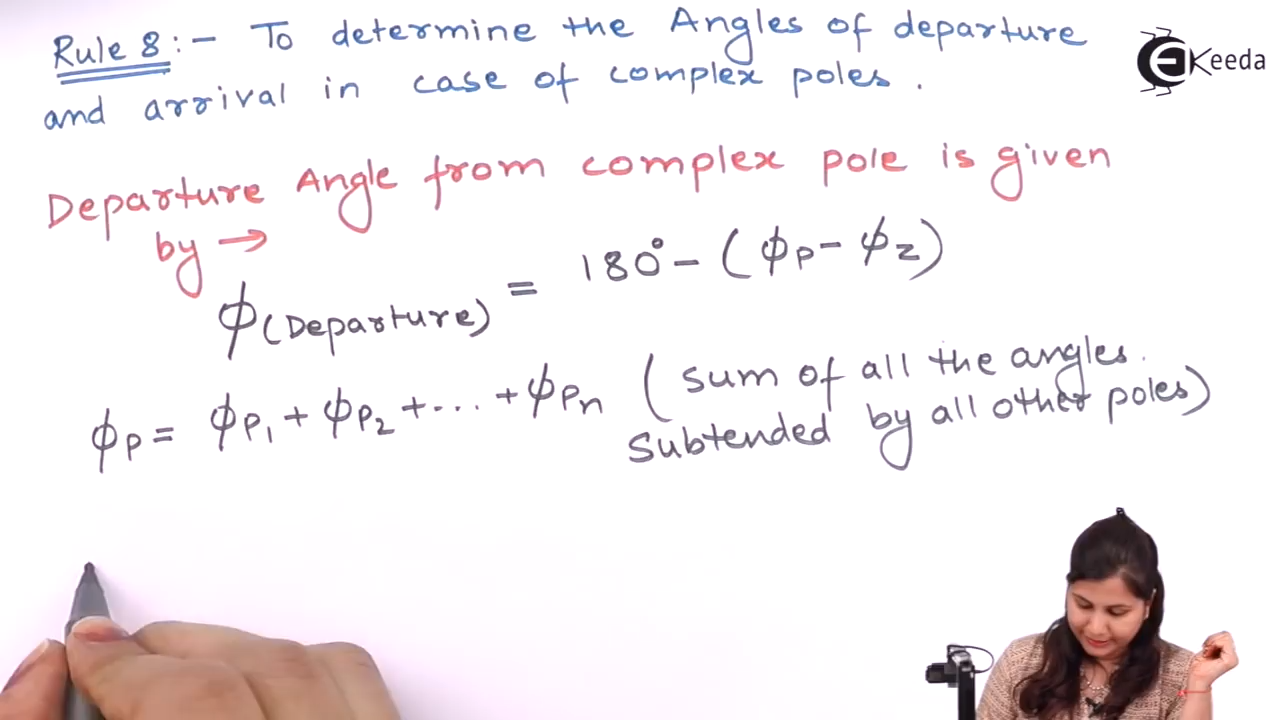 Rule 8 :- To determine the Angles of departure
and arrival in case of complex poles.
EKeeda
Departure Angle from complex pole is given
by →
ϕ(Departure) = 180° - (ϕP - ϕZ)
ϕP = ϕP1 + ϕP2 + ... + ϕPn (sum of all the angles.
subtended by all other poles)